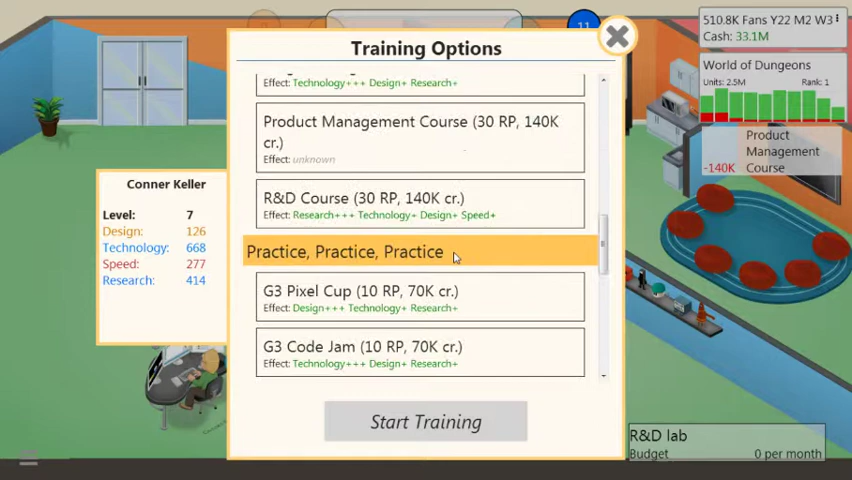 11
510.8K Fans Y22 M2 W3
Cash: 33.1M
World of Dungeons
Units: 2.5M Rank: 1
Product
Management
-140K Course
Training Options
Effect: Technology+++ Design+ Research+
Product Management Course (30 RP, 140K
cr.)
Effect: unknown
R&D Course (30 RP, 140K cr.)
Effect: Research+++ Technology+ Design+ Speed+
Practice, Practice, Practice
G3 Pixel Cup (10 RP, 70K cr.)
Effect: Design+++ Technology+ Research+
G3 Code Jam (10 RP, 70K cr.)
Effect: Technology+++ Design+ Research+
Start Training
Conner Keller
Level: 7
Design: 126
Technology: 668
Speed: 277
Research: 414
R&D lab
Budget 0 per month